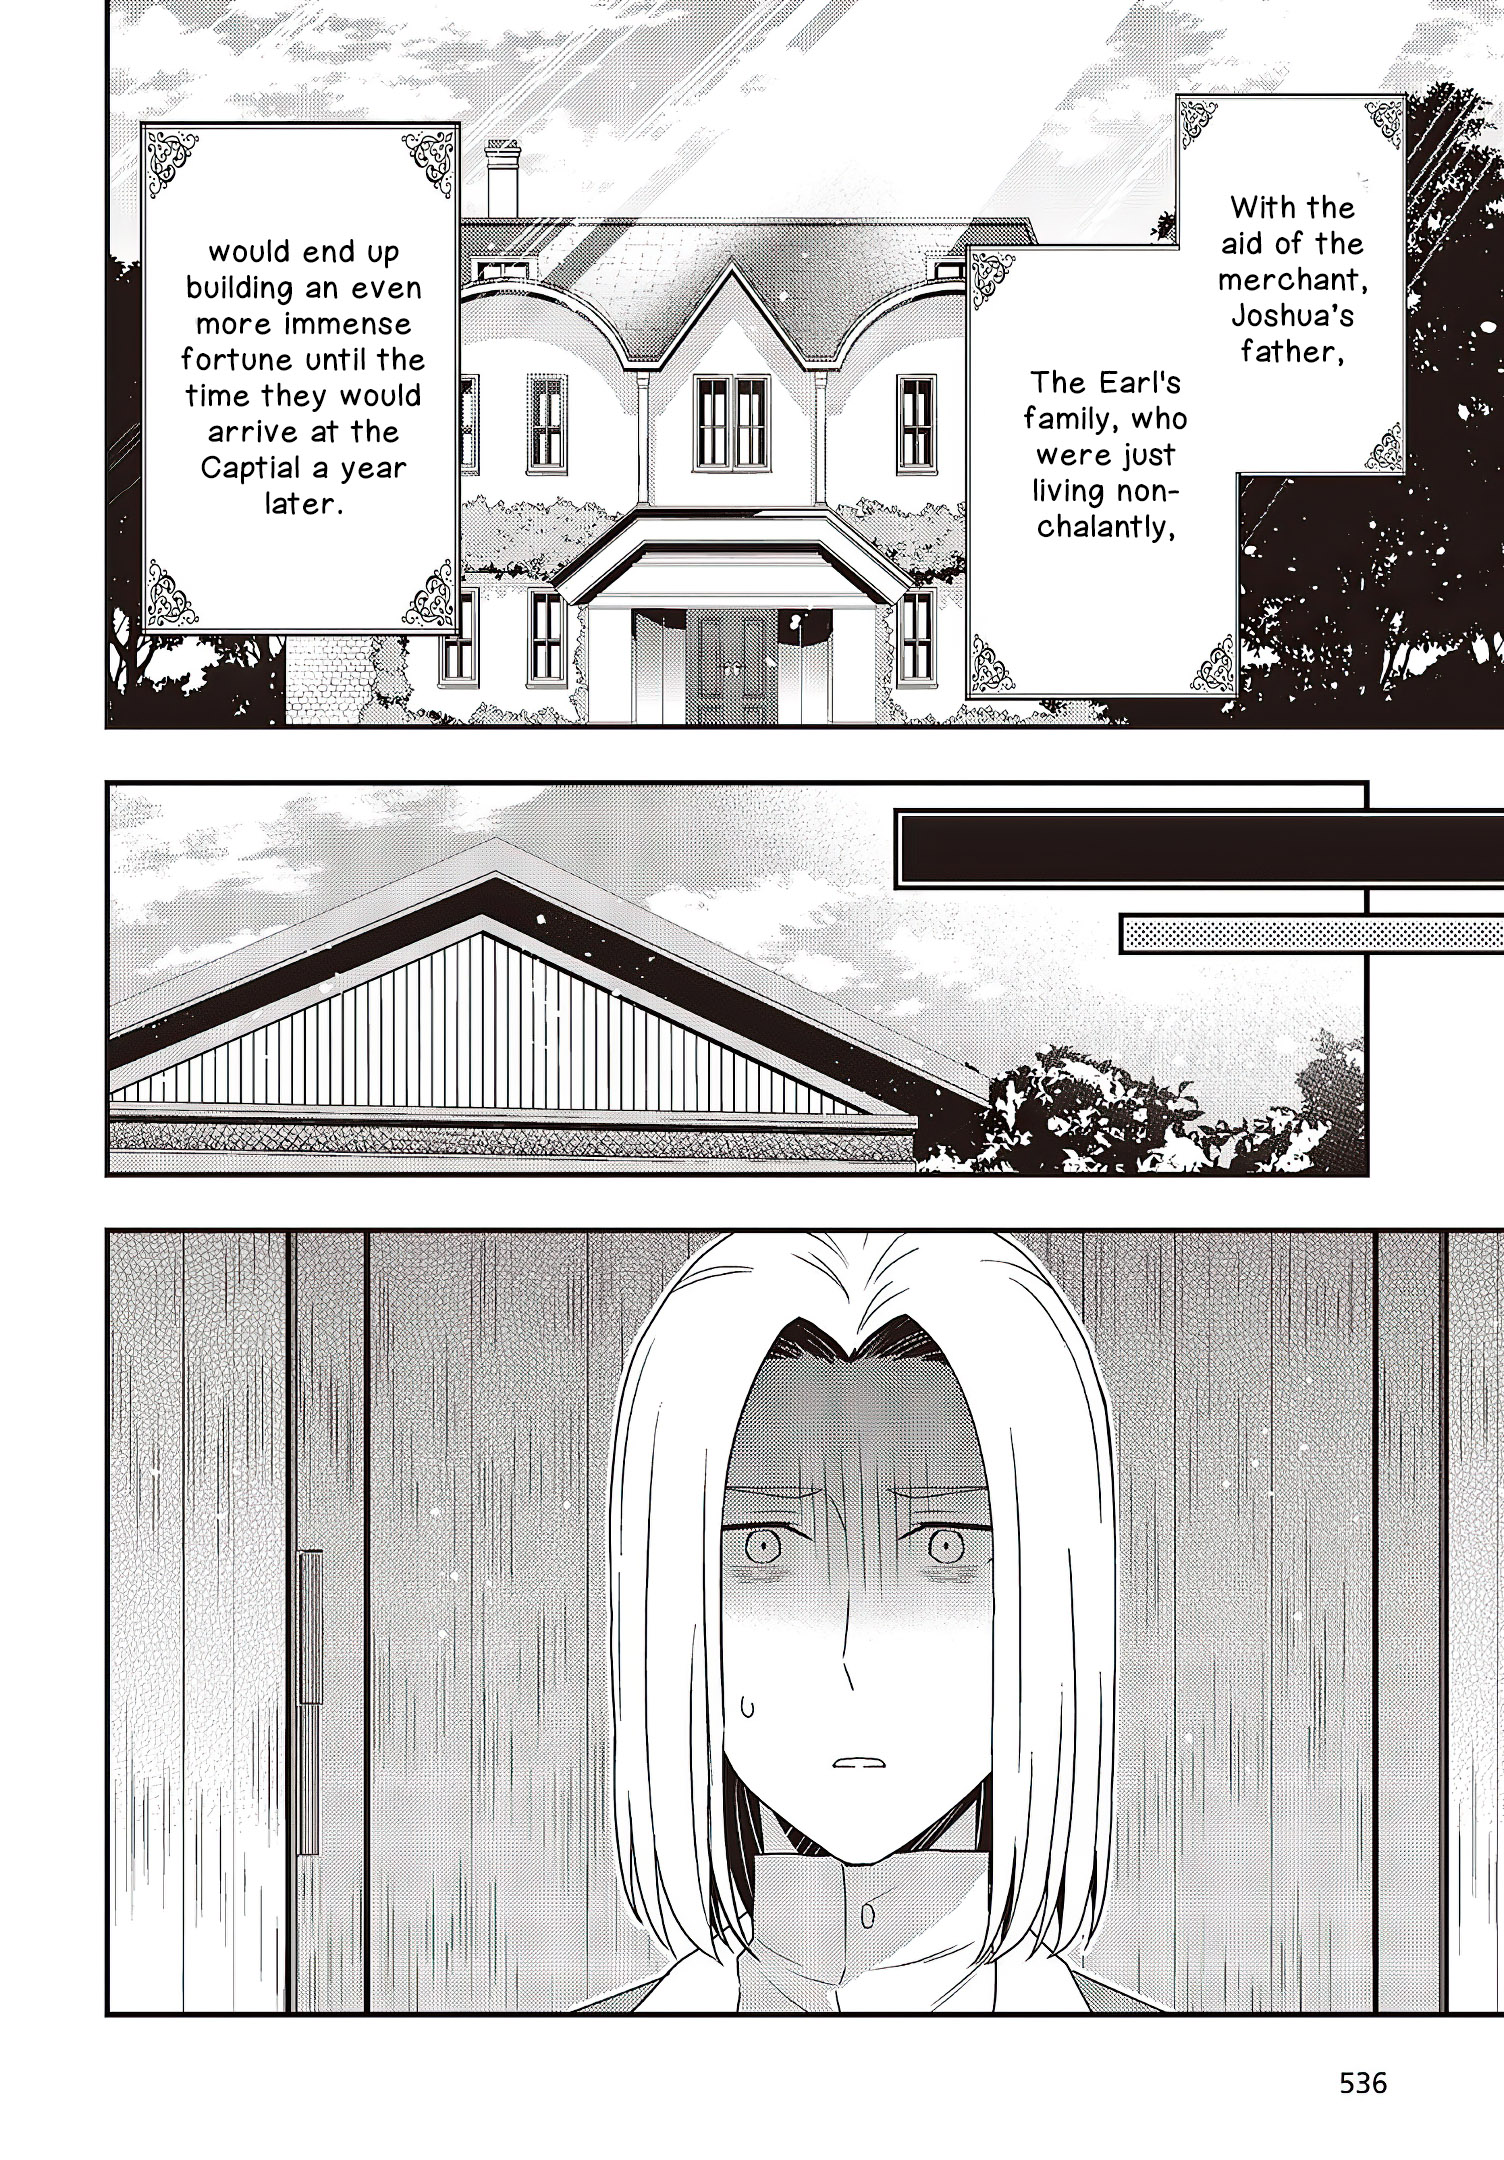 With the
aid of the
merchant,
Joshua's
father,
The Earl's
family, who
were just
living non-
chalantly,
would end up
building an even
more immense
fortune until the
time they would
arrive at the
Captial a year
later.
536